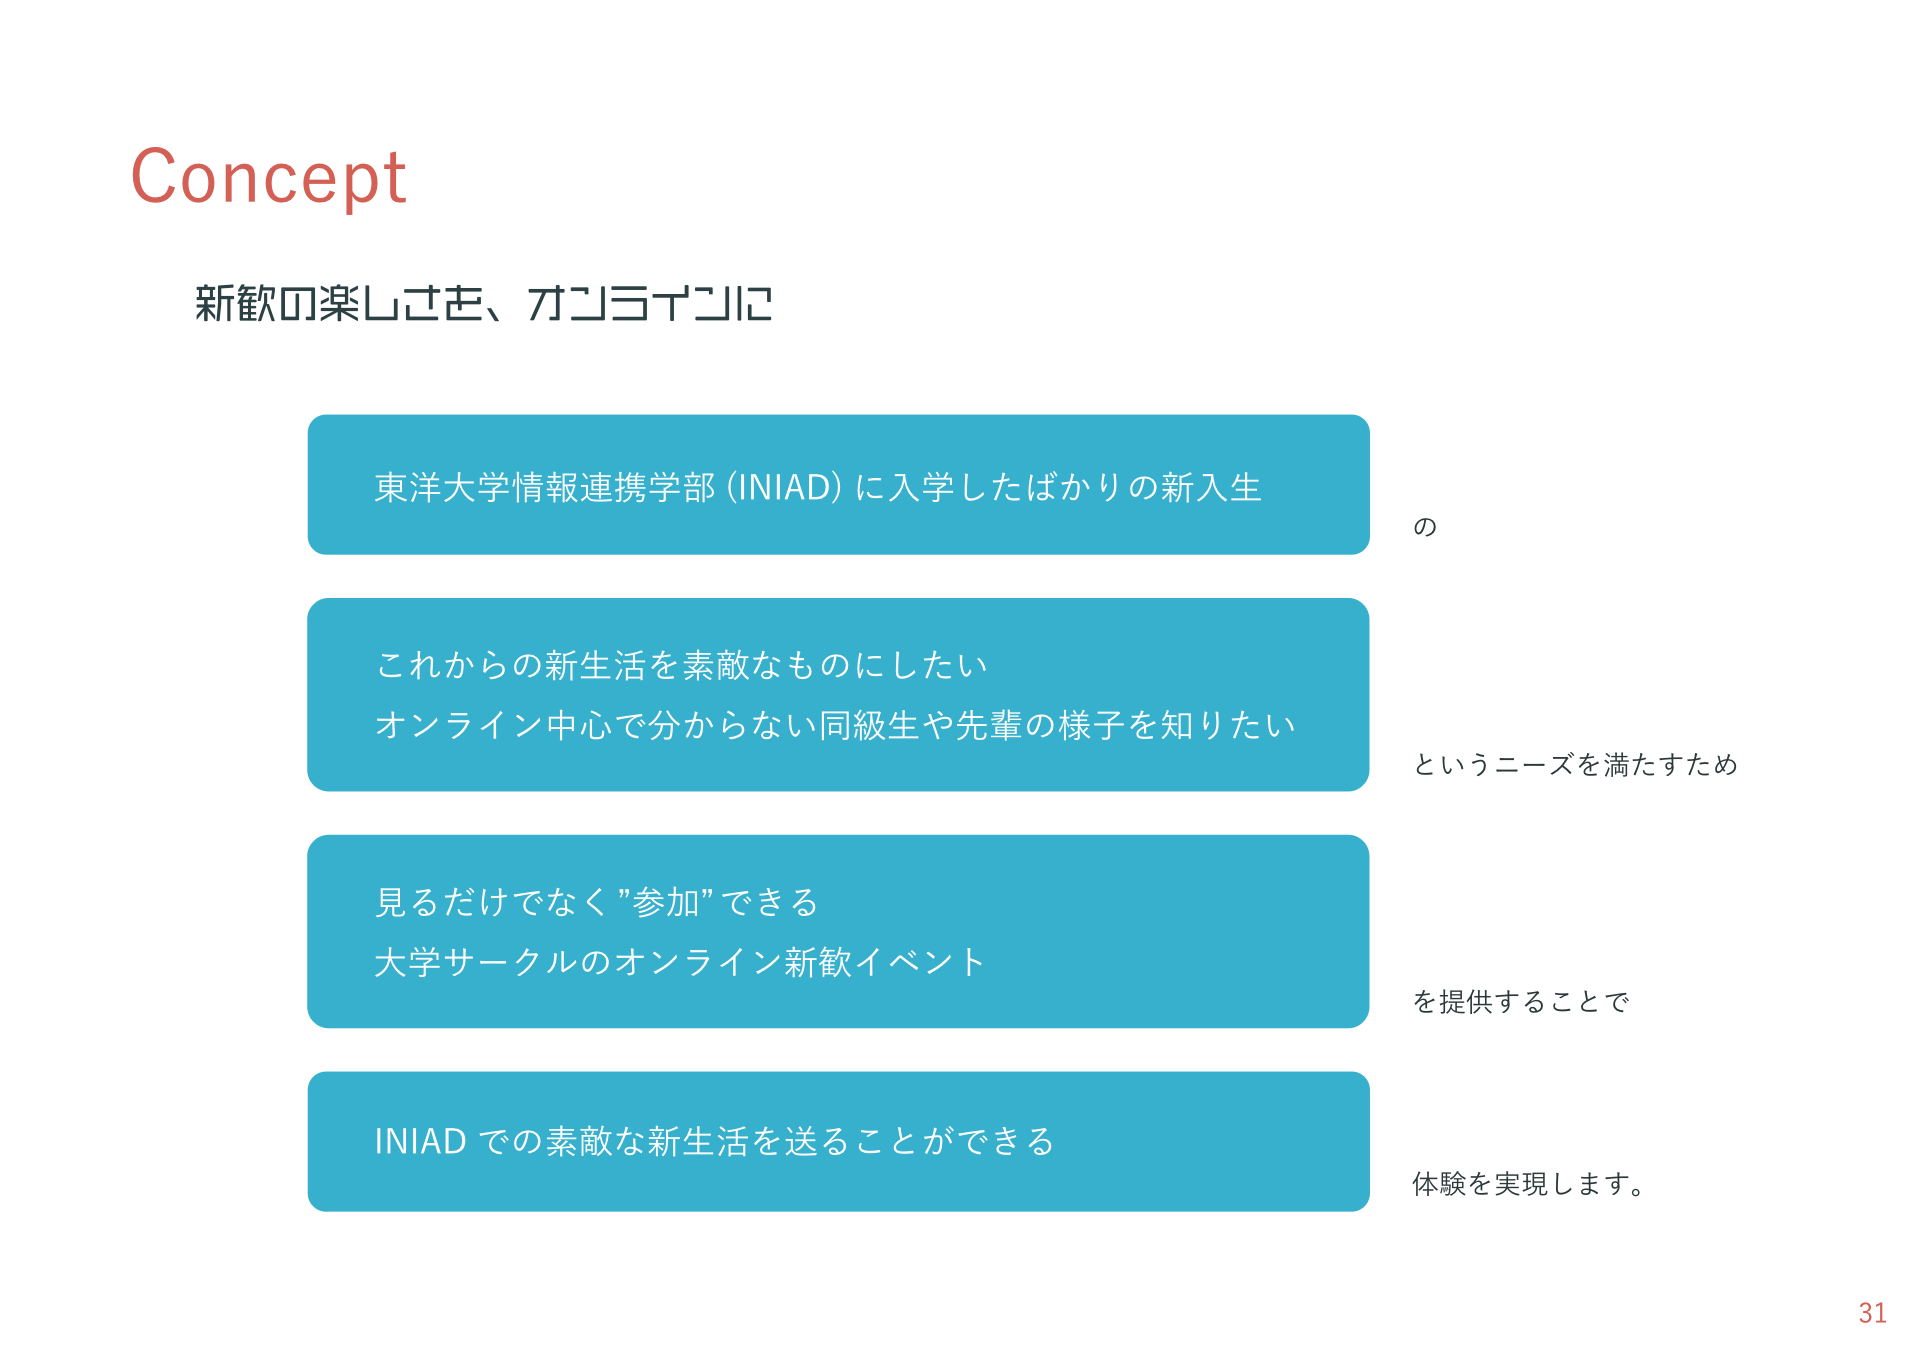 Concept
新歓の楽しさを、オンラインに
東洋大学情報連携学部 (INIAD) に入学したばかりの新入生
の
これからの新生活を素敵なものにしたい
オンライン中心で分からない同級生や先輩の様子を知りたい
というニーズを満たすため
見るだけでなく ”参加” できる
大学サークルのオンライン新歓イベント
を提供することで
INIAD での素敵な新生活を送ることができる
体験を実現します。
31